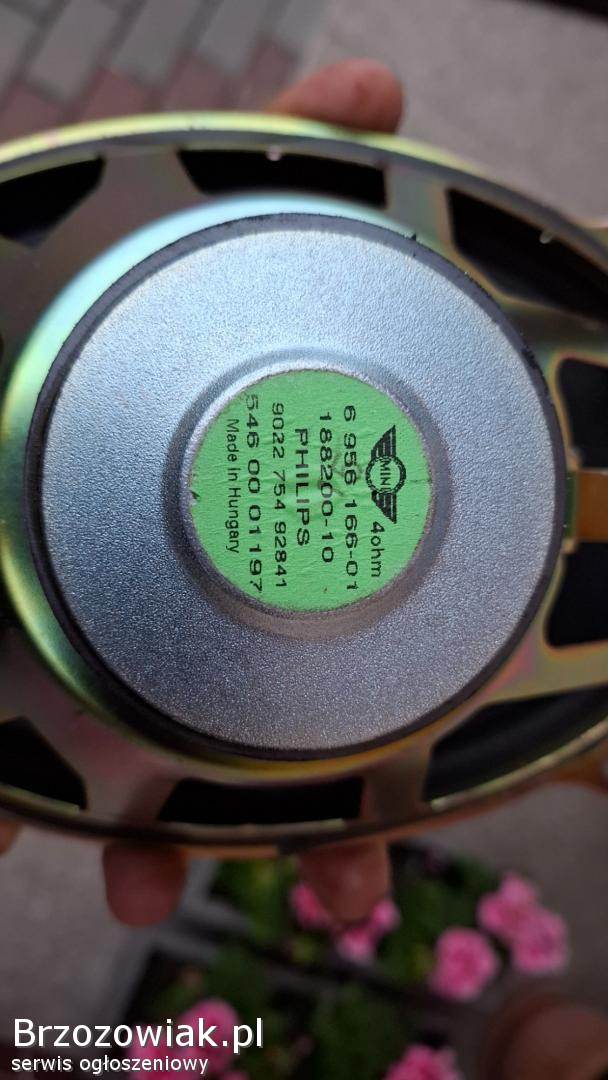 MINI
4ohm
6 956 166-01
188200-10
PHILIPS
9022 754 92841
546 00 01197
Made in Hungary
Brzozowiak.pl
serwis ogłoszeniowy